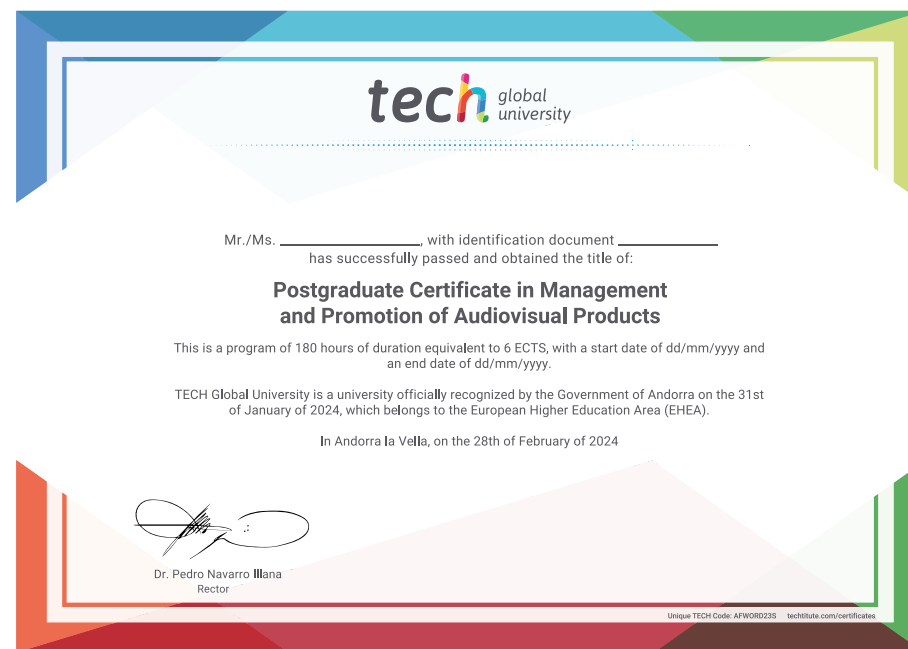 tech global
university
Mr./Ms. ____________________, with identification document ______________
has successfully passed and obtained the title of:
Postgraduate Certificate in Management
and Promotion of Audiovisual Products
This is a program of 180 hours of duration equivalent to 6 ECTS, with a start date of dd/mm/yyyy and
an end date of dd/mm/yyyy.
TECH Global University is a university officially recognized by the Government of Andorra on the 31st
of January of 2024, which belongs to the European Higher Education Area (EHEA).
In Andorra la Vella, on the 28th of February of 2024
Dr. Pedro Navarro Illana
Rector
Unique TECH Code: AFWORD23S techtitute.com/certificates